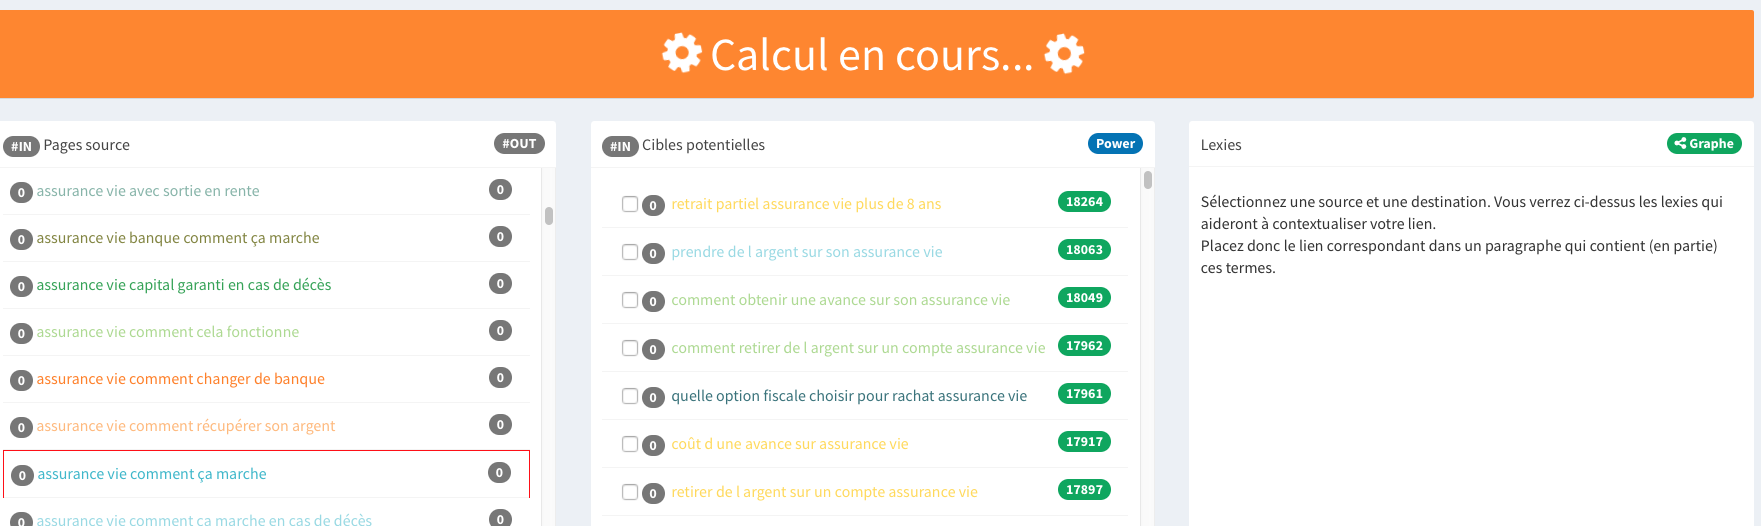 Calcul en cours...
#IN Pages source #OUT
0 assurance vie avec sortie en rente 0
0 assurance vie banque comment ça marche 0
0 assurance vie capital garanti en cas de décès 0
0 assurance vie comment cela fonctionne 0
0 assurance vie comment changer de banque 0
0 assurance vie comment récupérer son argent 0
0 assurance vie comment ça marche 0
0 assurance vie comment ça marche en cas de décès 0
#IN Cibles potentielles Power
0 retrait partiel assurance vie plus de 8 ans 18264
0 prendre de l argent sur son assurance vie 18063
0 comment obtenir une avance sur son assurance vie 18049
0 comment retirer de l argent sur un compte assurance vie 17962
0 quelle option fiscale choisir pour rachat assurance vie 17961
0 coût d une avance sur assurance vie 17917
0 retirer de l argent sur un compte assurance vie 17897
Lexies Graphe
Sélectionnez une source et une destination. Vous verrez ci-dessus les lexies qui
aideront à contextualiser votre lien.
Placez donc le lien correspondant dans un paragraphe qui contient (en partie)
ces termes.